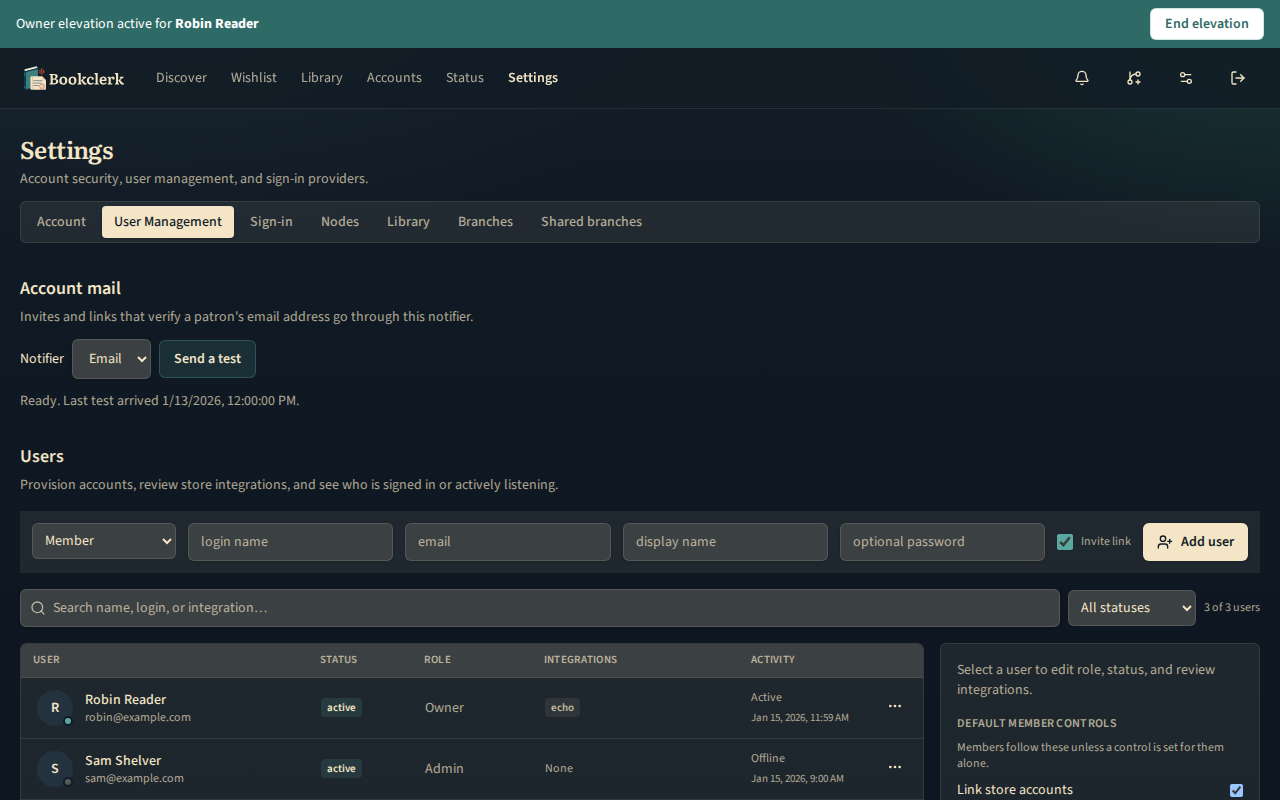 Owner elevation active for Robin Reader
End elevation
Bookclerk
Discover
Wishlist
Library
Accounts
Status
Settings
Settings
Account security, user management, and sign-in providers.
Account
User Management
Sign-in
Nodes
Library
Branches
Shared branches
Account mail
Invites and links that verify a patron's email address go through this notifier.
Notifier
Email
Send a test
Ready. Last test arrived 1/13/2026, 12:00:00 PM.
Users
Provision accounts, review store integrations, and see who is signed in or actively listening.
Member
login name
email
display name
optional password
Invite link
Add user
Search name, login, or integration…
All statuses
3 of 3 users
USER
STATUS
ROLE
INTEGRATIONS
ACTIVITY
R
Robin Reader
robin@example.com
active
Owner
echo
Active
Jan 15, 2026, 11:59 AM
S
Sam Shelver
sam@example.com
active
Admin
None
Offline
Jan 15, 2026, 9:00 AM
Select a user to edit role, status, and review
integrations.
DEFAULT MEMBER CONTROLS
Members follow these unless a control is set for them
alone.
Link store accounts